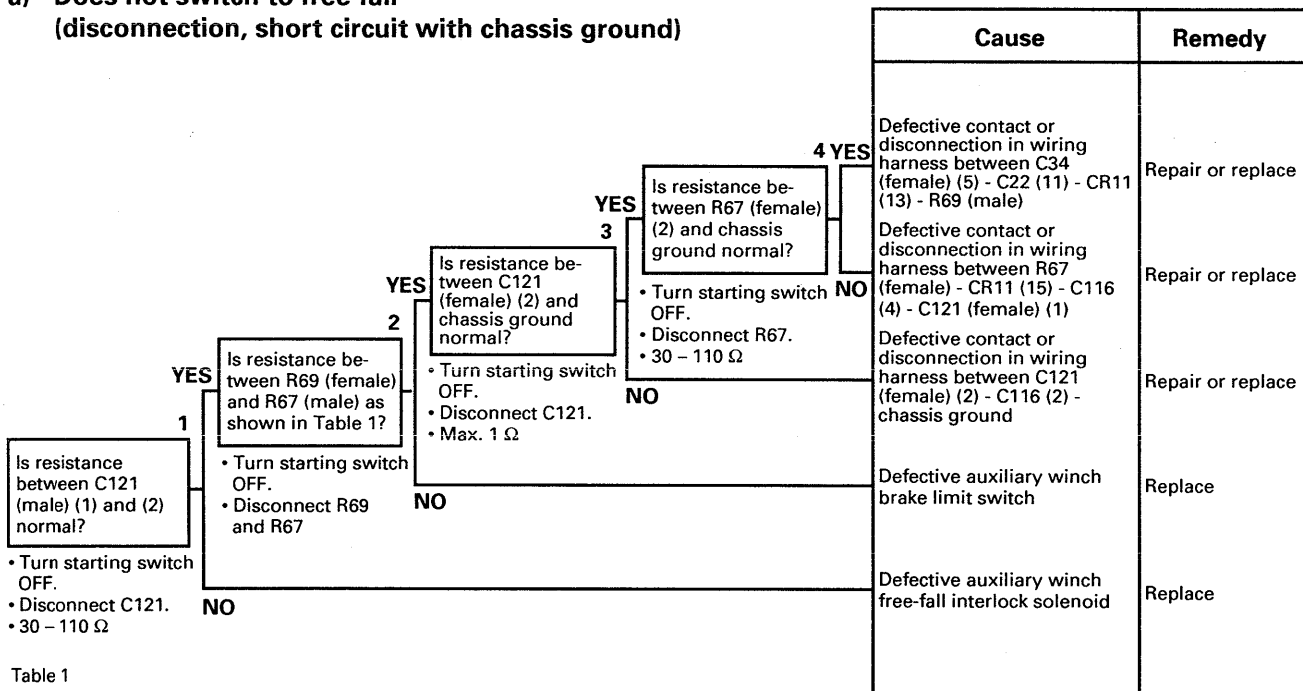 a) Does not switch to free fall
(disconnection, short circuit with chassis ground)
Cause
Remedy
1
Is resistance
between C121
(male) (1) and (2)
normal?
• Turn starting switch
OFF.
• Disconnect C121.
• 30 – 110 Ω
YES
NO
2
Is resistance be-
tween R69 (female)
and R67 (male) as
shown in Table 1?
• Turn starting switch
OFF.
• Disconnect R69
and R67
YES
NO
3
Is resistance be-
tween C121
(female) (2) and
chassis ground
normal?
• Turn starting switch
OFF.
• Disconnect C121.
• Max. 1 Ω
YES
NO
4
Is resistance be-
tween R67 (female)
(2) and chassis
ground normal?
• Turn starting switch
OFF.
• Disconnect R67.
• 30 – 110 Ω
YES
NO
Defective contact or
disconnection in wiring
harness between C34
(female) (5) - C22 (11) - CR11
(13) - R69 (male)
Repair or replace
Defective contact or
disconnection in wiring
harness between R67
(female) - CR11 (15) - C116
(4) - C121 (female) (1)
Repair or replace
Defective contact or
disconnection in wiring
harness between C121
(female) (2) - C116 (2) -
chassis ground
Repair or replace
Defective auxiliary winch
brake limit switch
Replace
Defective auxiliary winch
free-fall interlock solenoid
Replace
Table 1